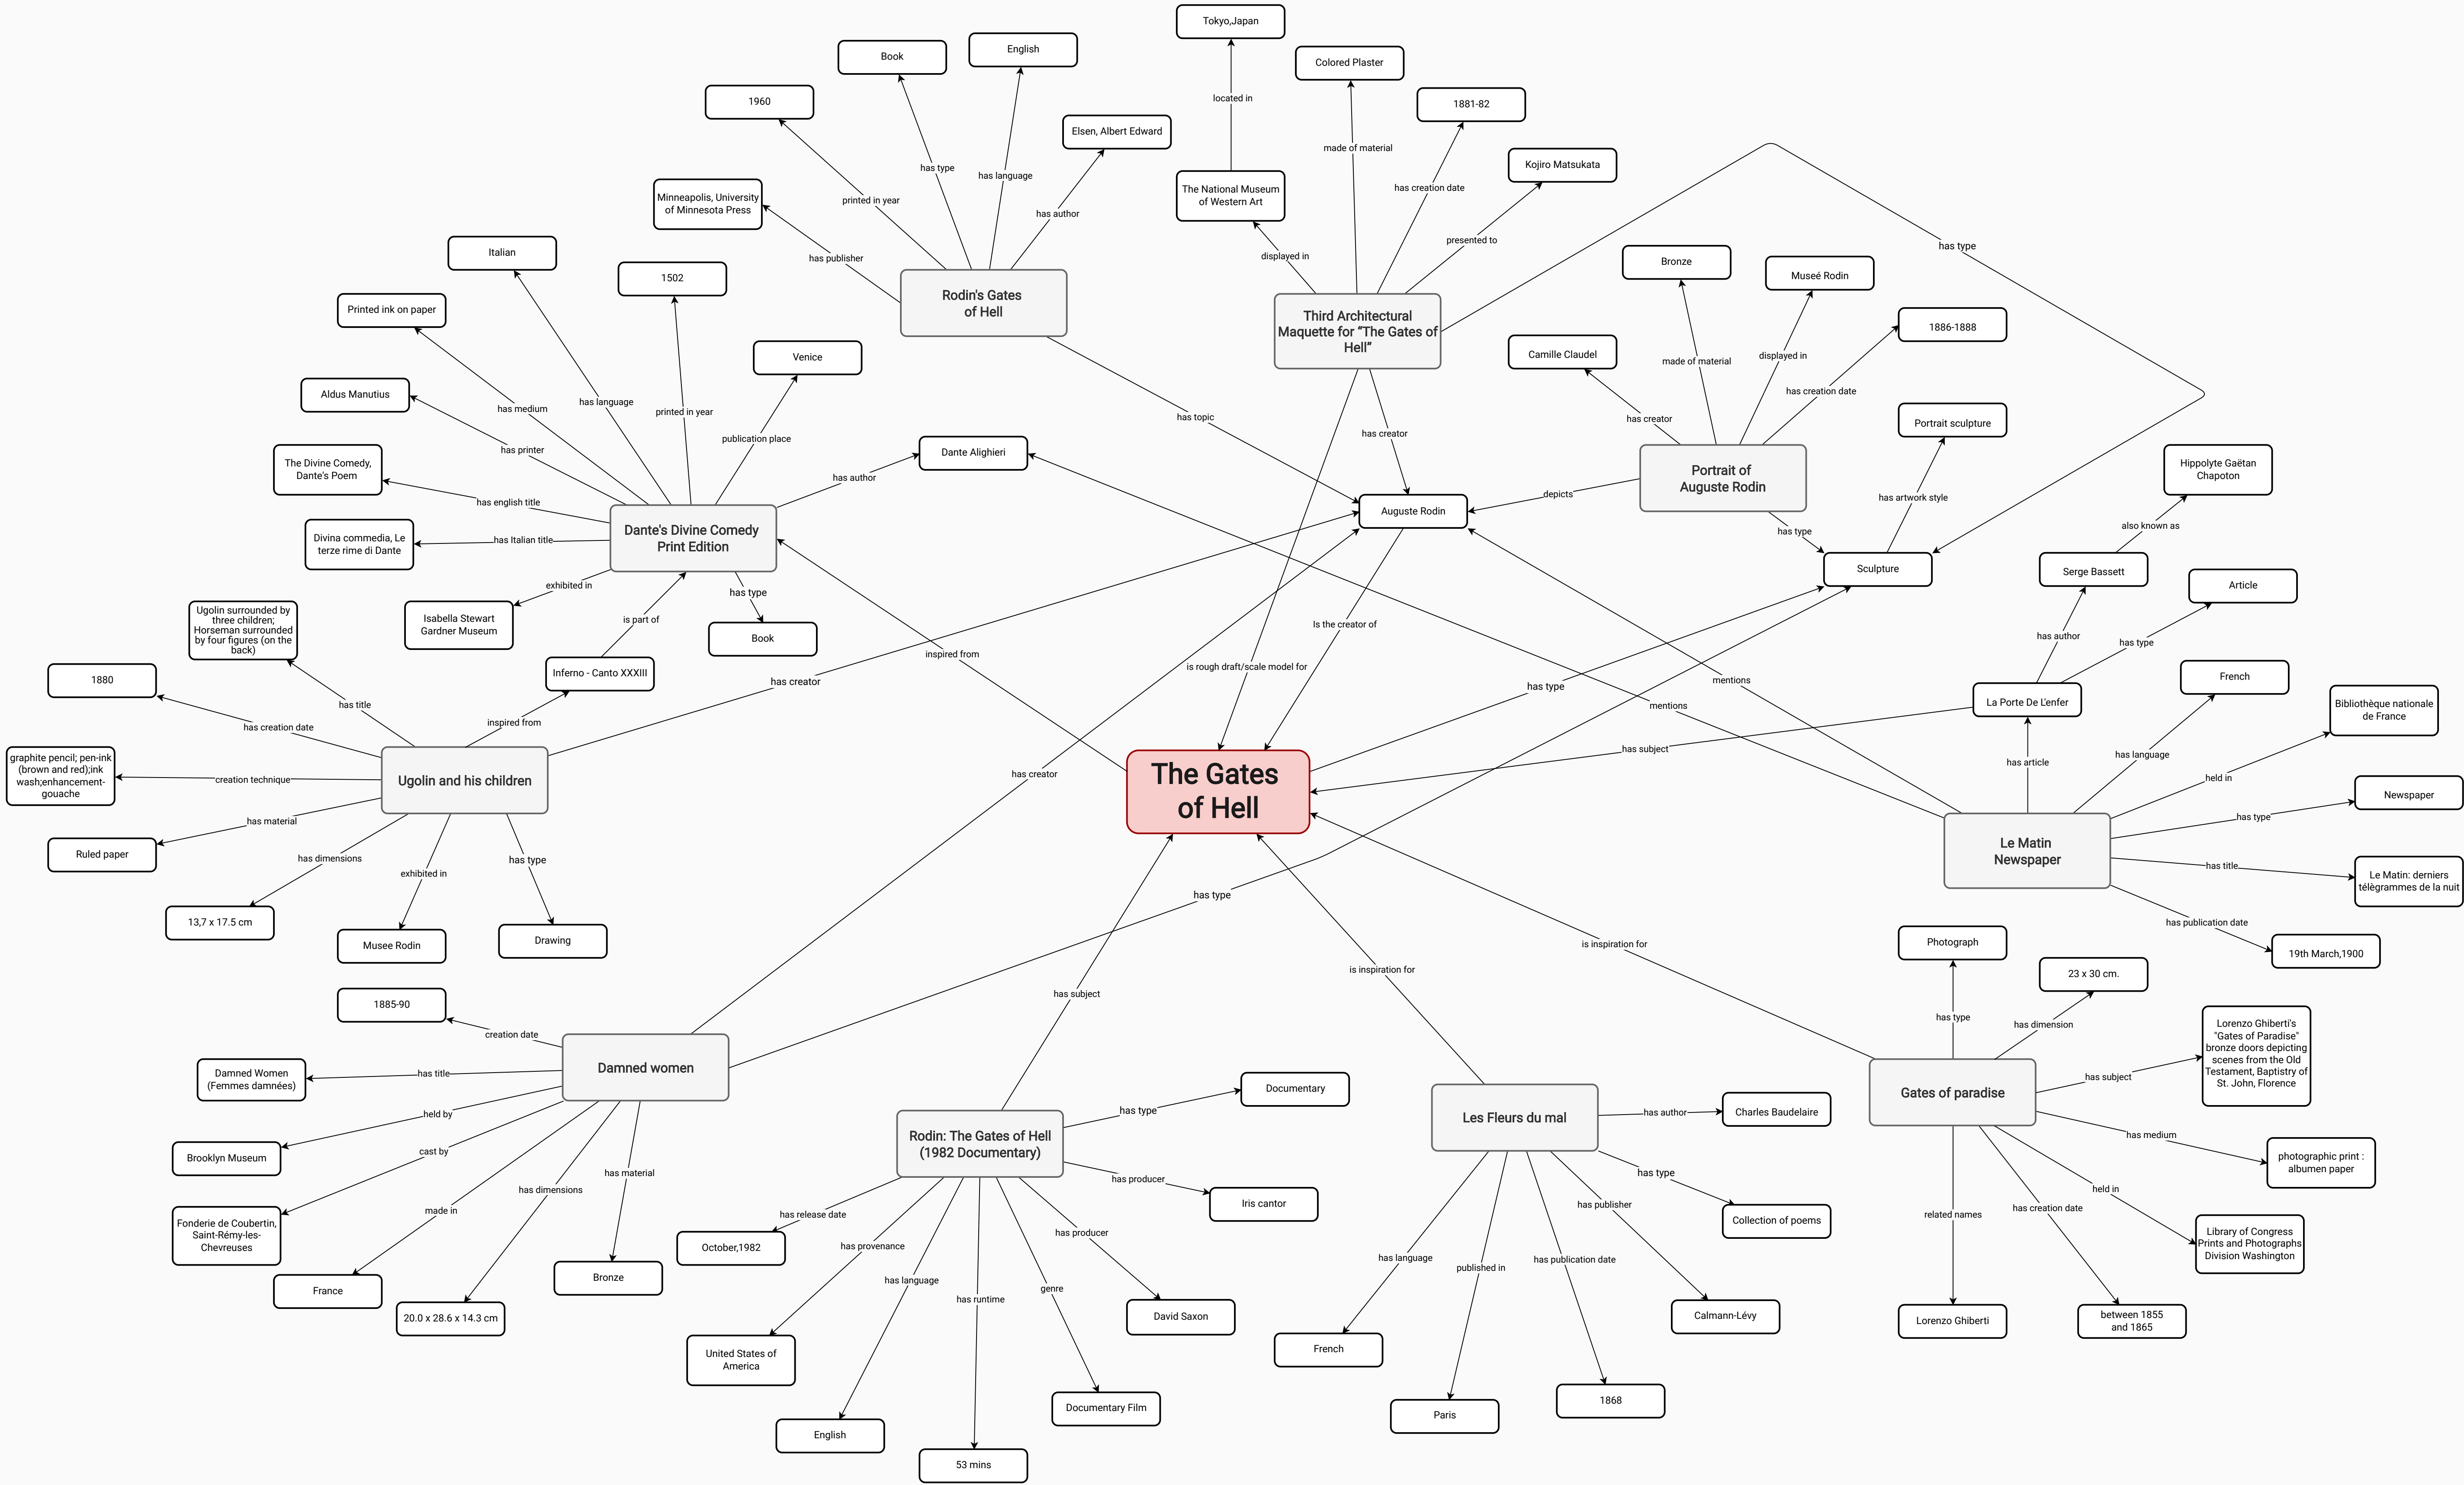 Tokyo,Japan
English
Book
Colored Plaster
1960
1881-82
located in
Elsen, Albert Edward
made of material
Kojiro Matsukata
has type
has language
The National Museum
of Western Art
has creation date
Minneapolis, University
of Minnesota Press
printed in year
has author
presented to
has type
Italian
has publisher
displayed in
Bronze
Museé Rodin
1502
Rodin's Gates
of Hell
Printed ink on paper
Third Architectural
Maquette for “The Gates of
Hell”
1886-1888
Venice
Camille Claudel
made of material
displayed in
Aldus Manutius
has creation date
has medium
has language
printed in year
has topic
has creator
has creator
Portrait sculpture
publication place
has printer
Dante Alighieri
The Divine Comedy,
Dante's Poem
has author
Portrait of
Auguste Rodin
Hippolyte Gaëtan
Chapoton
has english title
depicts
has artwork style
Auguste Rodin
Dante's Divine Comedy
Print Edition
also known as
Divina commedia, Le
terze rime di Dante
has Italian title
has type
Sculpture
Serge Bassett
exhibited in
has type
Article
Ugolin surrounded by
three children;
Horseman surrounded
by four figures (on the
back)
Isabella Stewart
Gardner Museum
is part of
Book
Is the creator of
has author
has type
inspired from
Inferno - Canto XXXIII
is rough draft/scale model for
1880
has creator
has type
mentions
French
mentions
La Porte De L'enfer
Bibliothèque nationale
de France
has title
inspired from
has creation date
has subject
has language
has article
graphite pencil; pen-ink
(brown and red);ink
wash;enhancement-
gouache
creation technique
Ugolin and his children
has creator
The Gates
of Hell
held in
Newspaper
has material
has type
Ruled paper
has dimensions
has type
Le Matin
Newspaper
exhibited in
has title
Le Matin: derniers
télègrammes de la nuit
has type
13,7 x 17.5 cm
Musee Rodin
Drawing
has publication date
Photograph
is inspiration for
19th March,1900
is inspiration for
23 x 30 cm.
1885-90
has subject
has type
has dimension
creation date
Lorenzo Ghiberti's
"Gates of Paradise"
bronze doors depicting
scenes from the Old
Testament, Baptistry of
St. John, Florence
Damned Women
(Femmes damnées)
has title
Damned women
has subject
Documentary
Gates of paradise
held by
has type
Les Fleurs du mal
has author
Charles Baudelaire
has medium
Brooklyn Museum
cast by
Rodin: The Gates of Hell
(1982 Documentary)
photographic print :
albumen paper
has material
has producer
has type
made in
has dimensions
Iris cantor
held in
Fonderie de Coubertin,
Saint-Rémy-les-
Chevreuses
has release date
has publisher
Collection of poems
related names
has creation date
October,1982
has provenance
has producer
Library of Congress
Prints and Photographs
Division Washington
France
Bronze
has language
has runtime
genre
has language
published in
has publication date
20.0 x 28.6 x 14.3 cm
David Saxon
Calmann-Lévy
Lorenzo Ghiberti
between 1855
and 1865
United States of
America
French
Documentary Film
Paris
1868
English
53 mins